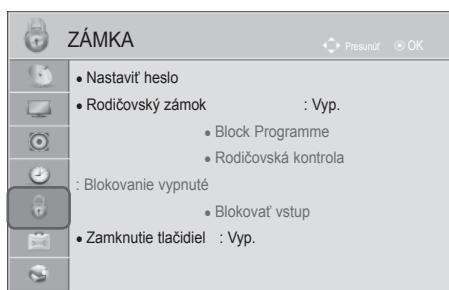 ZÁMKA
Presunúť OK
• Nastaviť heslo
• Rodičovský zámok : Vyp.
• Block Programme
• Rodičovská kontrola
: Blokovanie vypnuté
• Blokovať vstup
• Zamknutie tlačidiel : Vyp.